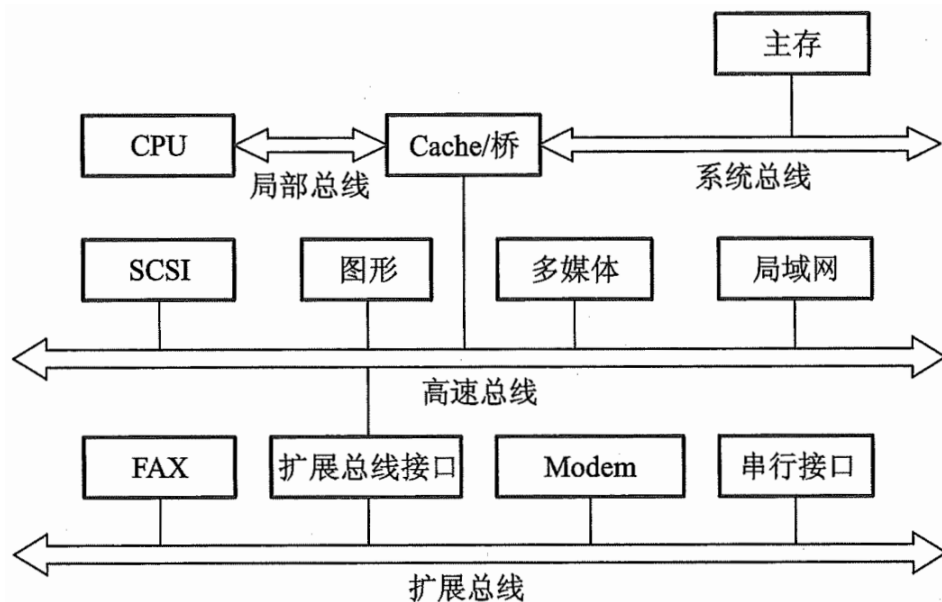 主存
CPU
Cache/桥
局部总线
系统总线
SCSI
图形
多媒体
局域网
高速总线
FAX
扩展总线接口
Modem
串行接口
扩展总线